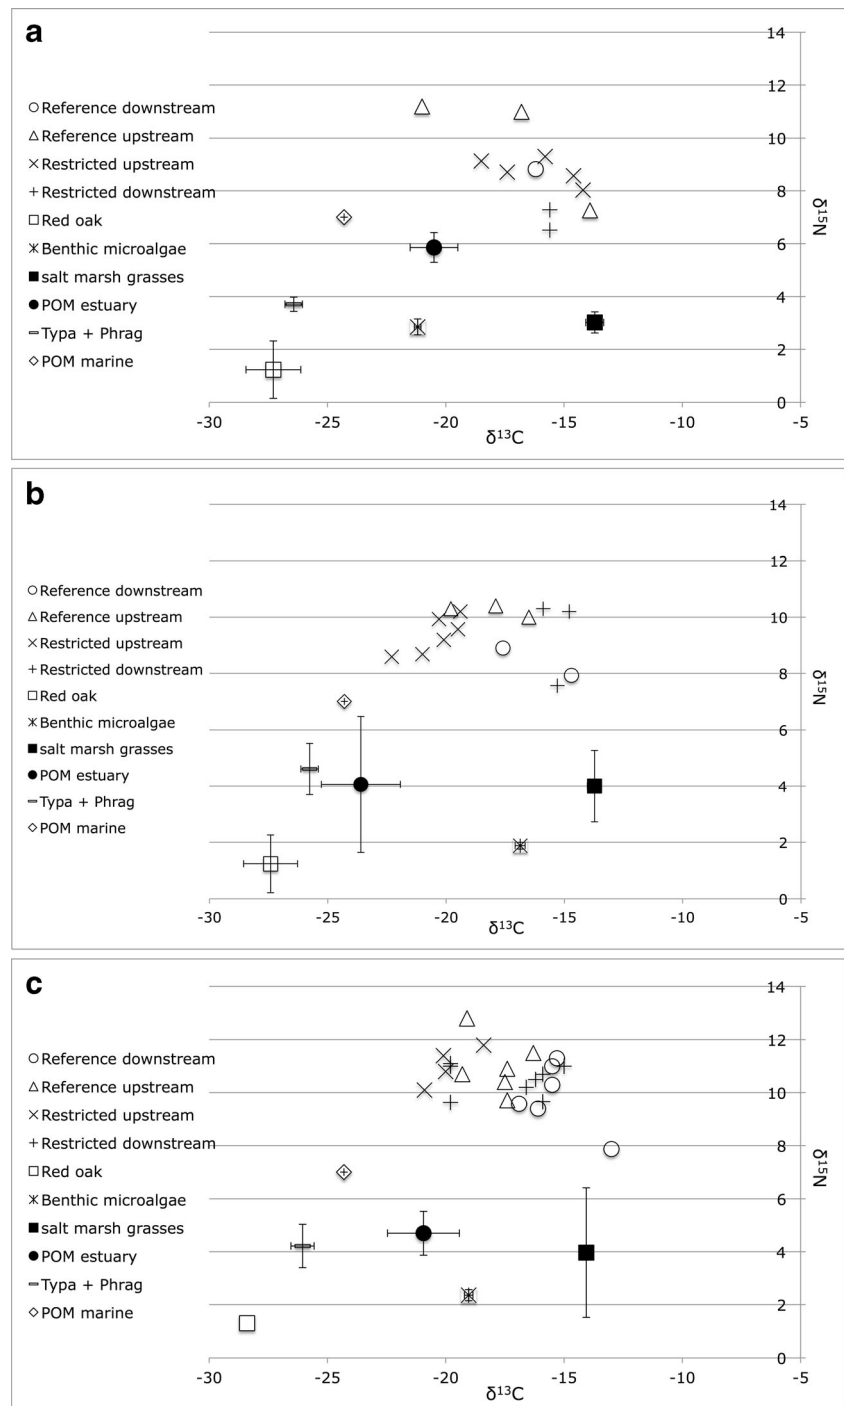 a
14
12
10
8
6
4
2
0
Reference downstream
Reference upstream
Restricted upstream
Restricted downstream
Red oak
Benthic microalgae
salt marsh grasses
POM estuary
Typa + Phrag
POM marine
δ¹⁵N
-30 -25 -20 -15 -10 -5
δ¹³C
b
14
12
10
8
6
4
2
0
Reference downstream
Reference upstream
Restricted upstream
Restricted downstream
Red oak
Benthic microalgae
salt marsh grasses
POM estuary
Typa + Phrag
POM marine
δ¹⁵N
-30 -25 -20 -15 -10 -5
δ¹³C
c
14
12
10
8
6
4
2
0
Reference downstream
Reference upstream
Restricted upstream
Restricted downstream
Red oak
Benthic microalgae
salt marsh grasses
POM estuary
Typa + Phrag
POM marine
δ¹⁵N
-30 -25 -20 -15 -10 -5
δ¹³C